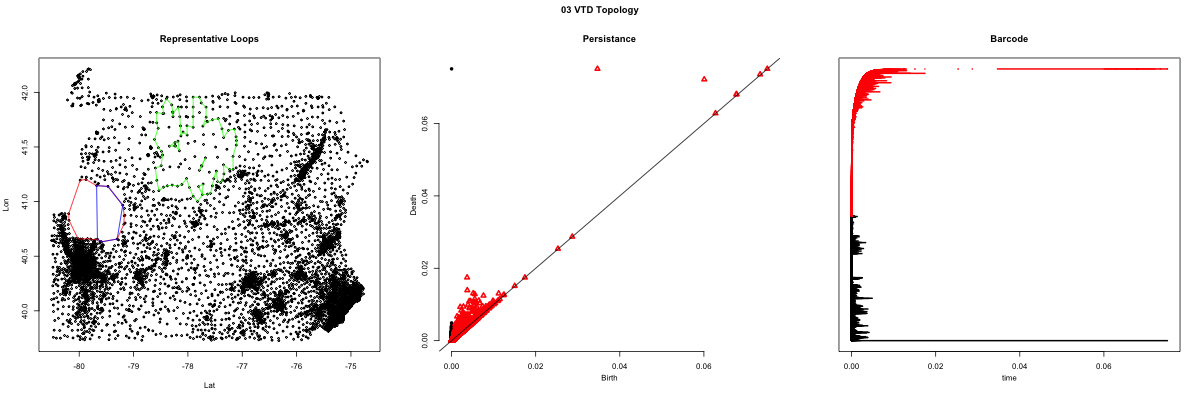 03 VTD Topology
Representative Loops
Persistance
Barcode
42.0
41.5
41.0
40.5
40.0
Lon
-80
-79
-78
-77
-76
-75
Lat
0.06
0.04
0.02
0.00
Death
0.00
0.02
0.04
0.06
Birth
0.00
0.02
0.04
0.06
time